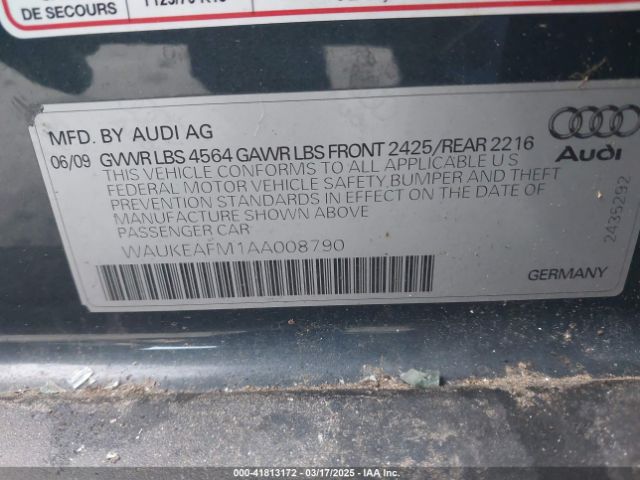 DE SECOURS
MFD. BY AUDI AG
06/09 GVWR LBS 4564 GAWR LBS FRONT 2425/REAR 2216
THIS VEHICLE CONFORMS TO ALL APPLICABLE U S
FEDERAL MOTOR VEHICLE SAFETY, BUMPER AND THEFT
PREVENTION STANDARDS IN EFFECT ON THE DATE OF
MANUFACTURE SHOWN ABOVE
PASSENGER CAR
WAUKEAFM1AA008790
Audi
2436292
GERMANY
00-41813172 — 03/17/2025 — IAA Inc.